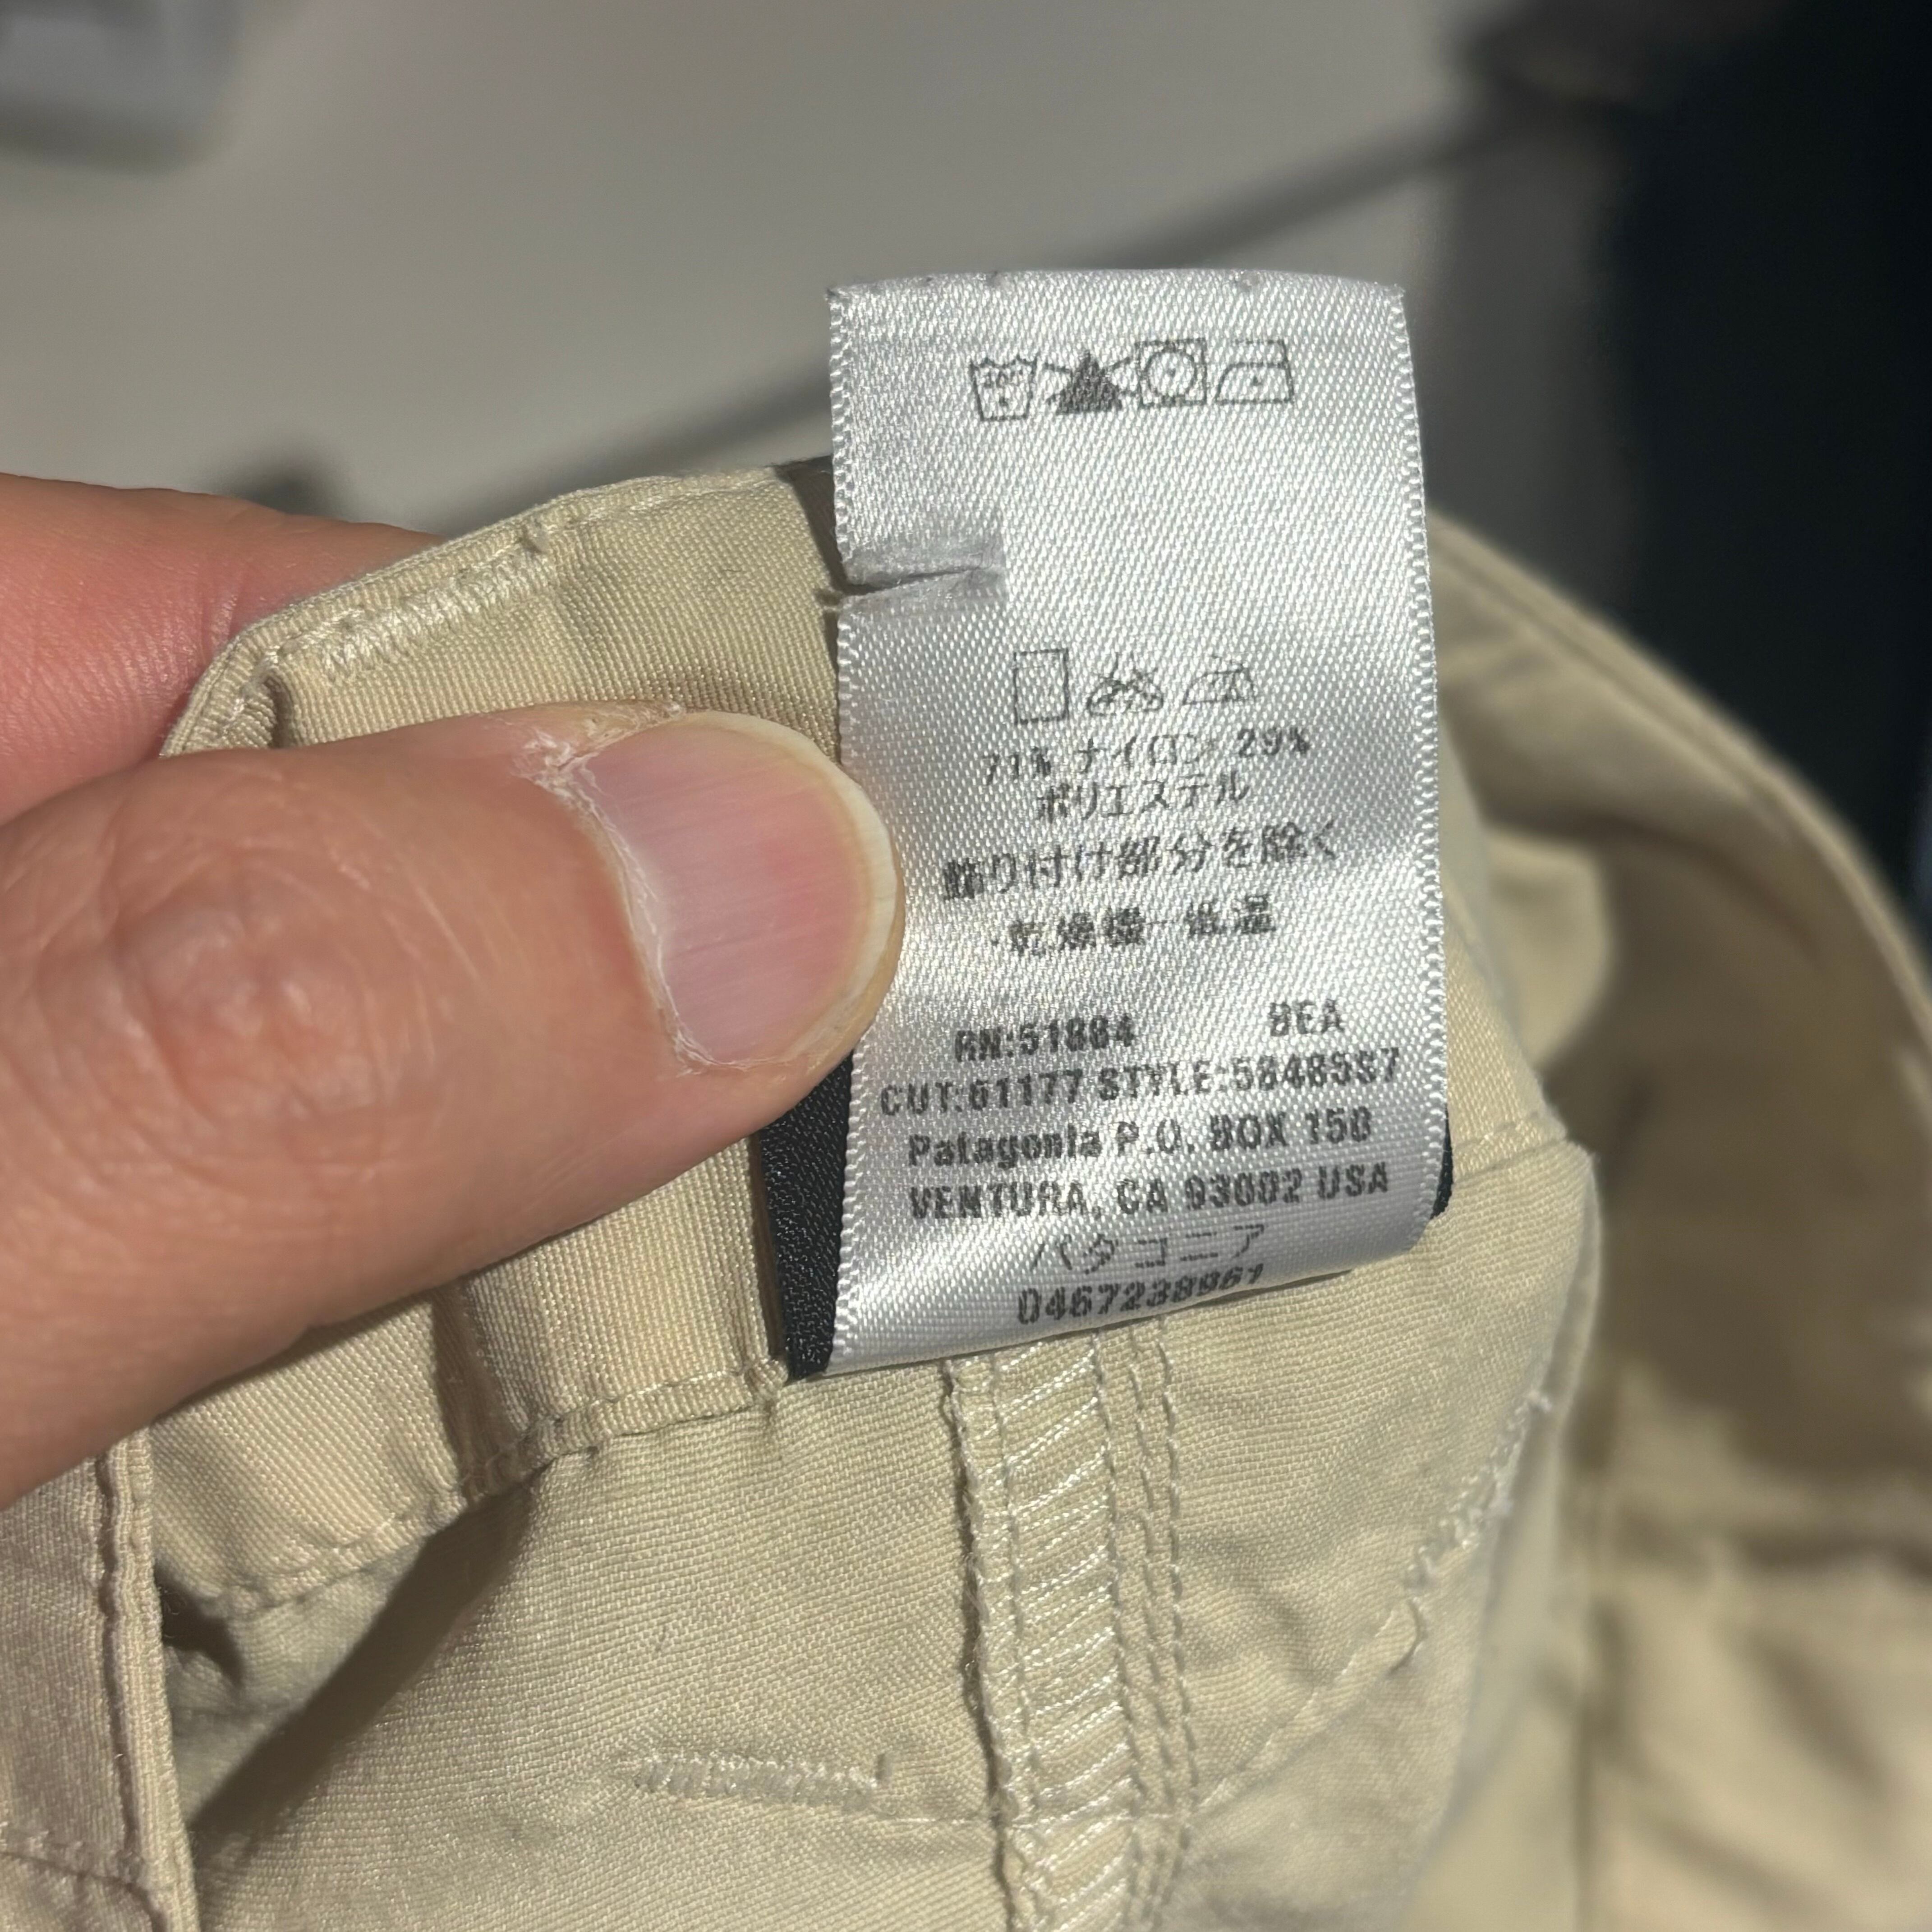 71% ナイロン 29%
ポリエステル
飾り付け部分を除く
・乾燥機－低温
RN:51884 BEA
CUT:61177 STYLE:58485S7
Patagonia P.O. BOX 150
VENTURA, CA 93002 USA
パタゴニア